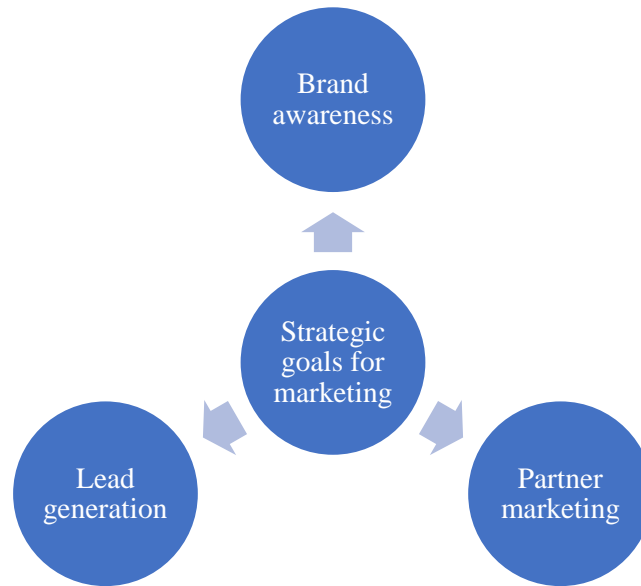 Brand
awareness
Strategic
goals for
marketing
Lead
generation
Partner
marketing